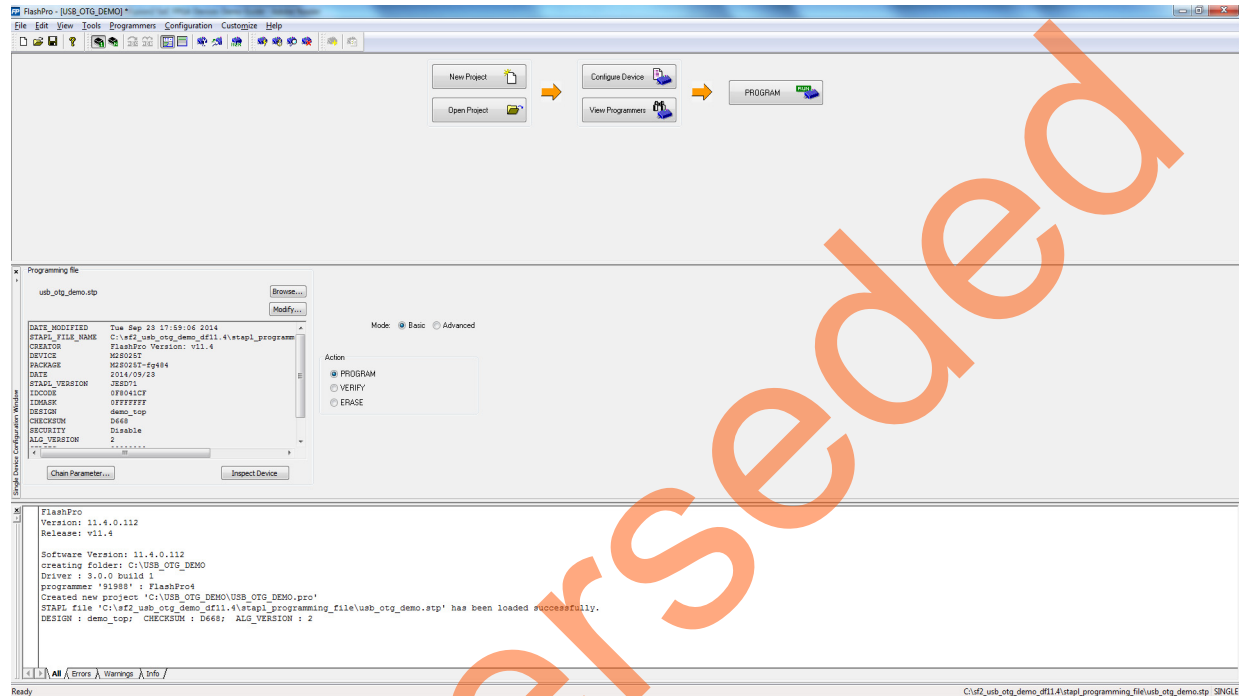 FlashPro - [USB_OTG_DEMO] *
File Edit View Tools Programmers Configuration Customize Help
New Project
Configure Device
PROGRAM
RUN
Open Project
View Programmers
Programming file
usb_otg_demo.stp
Browse...
Modify...
Mode: Basic Advanced
DATE_MODIFIED Tue Sep 23 17:59:06 2014
STAPL_FILE_NAME C:\sf2_usb_otg_demo_df11.4\stapl_programm
CREATOR FlashPro Version: v11.4
DEVICE M2S025T
PACKAGE M2S025T-fg484
DATE 2014/09/23
STAPL_VERSION JESD71
IDCODE 0F8041CF
IDMASK 0FFFFFFF
DESIGN demo_top
CHECKSUM D668
SECURITY Disable
ALG_VERSION 2
Action
PROGRAM
VERIFY
ERASE
Chain Parameter...
Inspect Device
Single Device Configuration Window
FlashPro
Version: 11.4.0.112
Release: v11.4
Software Version: 11.4.0.112
creating folder: C:\USB_OTG_DEMO
Driver : 3.0.0 build 1
programmer '91988' : FlashPro4
Created new project 'C:\USB_OTG_DEMO\USB_OTG_DEMO.pro'
STAPL file 'C:\sf2_usb_otg_demo_df11.4\stapl_programming_file\usb_otg_demo.stp' has been loaded successfully.
DESIGN : demo_top; CHECKSUM : D668; ALG_VERSION : 2
All Errors Warnings Info
Ready
C:\sf2_usb_otg_demo_df11.4\stapl_programming_file\usb_otg_demo.stp SINGLE
erseded